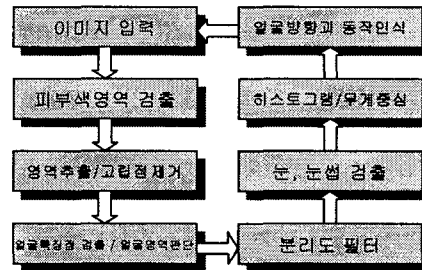 이미지 입력
피부색영역 검출
영역추출/고립점제거
얼굴특징점 검출 / 얼굴영역판단
분리도 필터
눈, 눈썹 검출
히스토그램/무게중심
얼굴방향과 동작인식